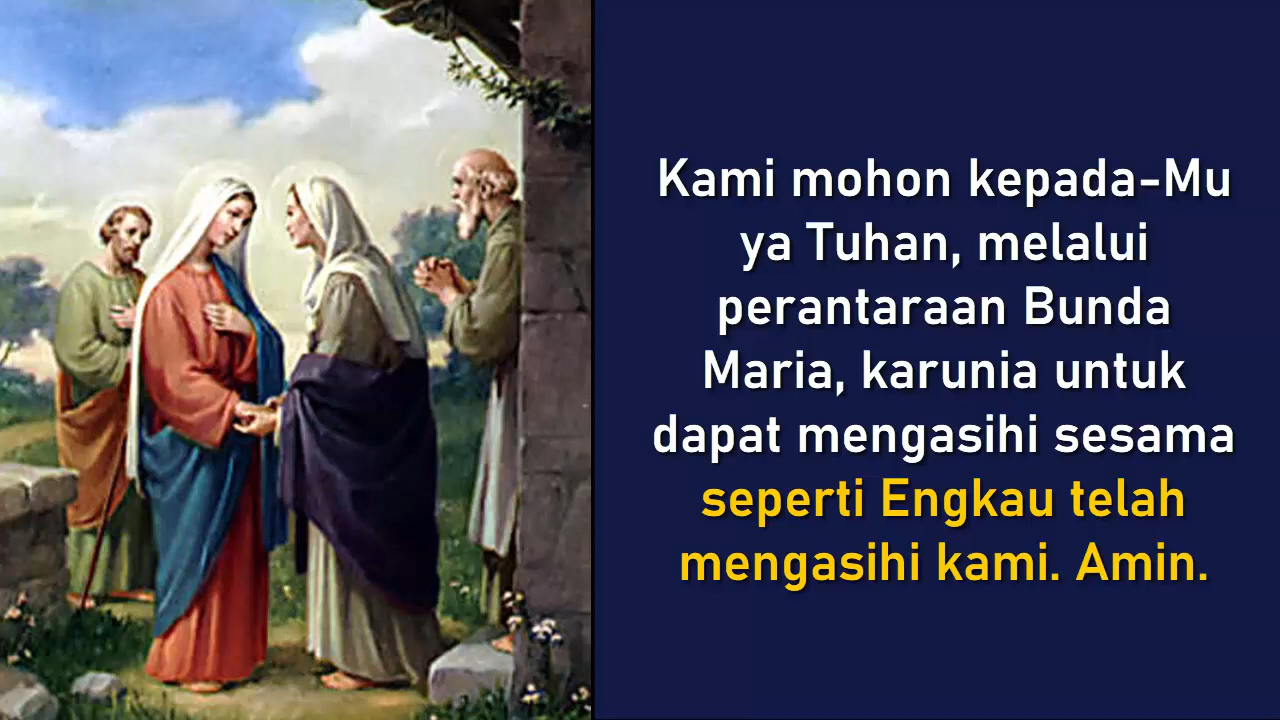 Kami mohon kepada-Mu
ya Tuhan, melalui
perantaraan Bunda
Maria, karunia untuk
dapat mengasihi sesama
seperti Engkau telah
mengasihi kami. Amin.